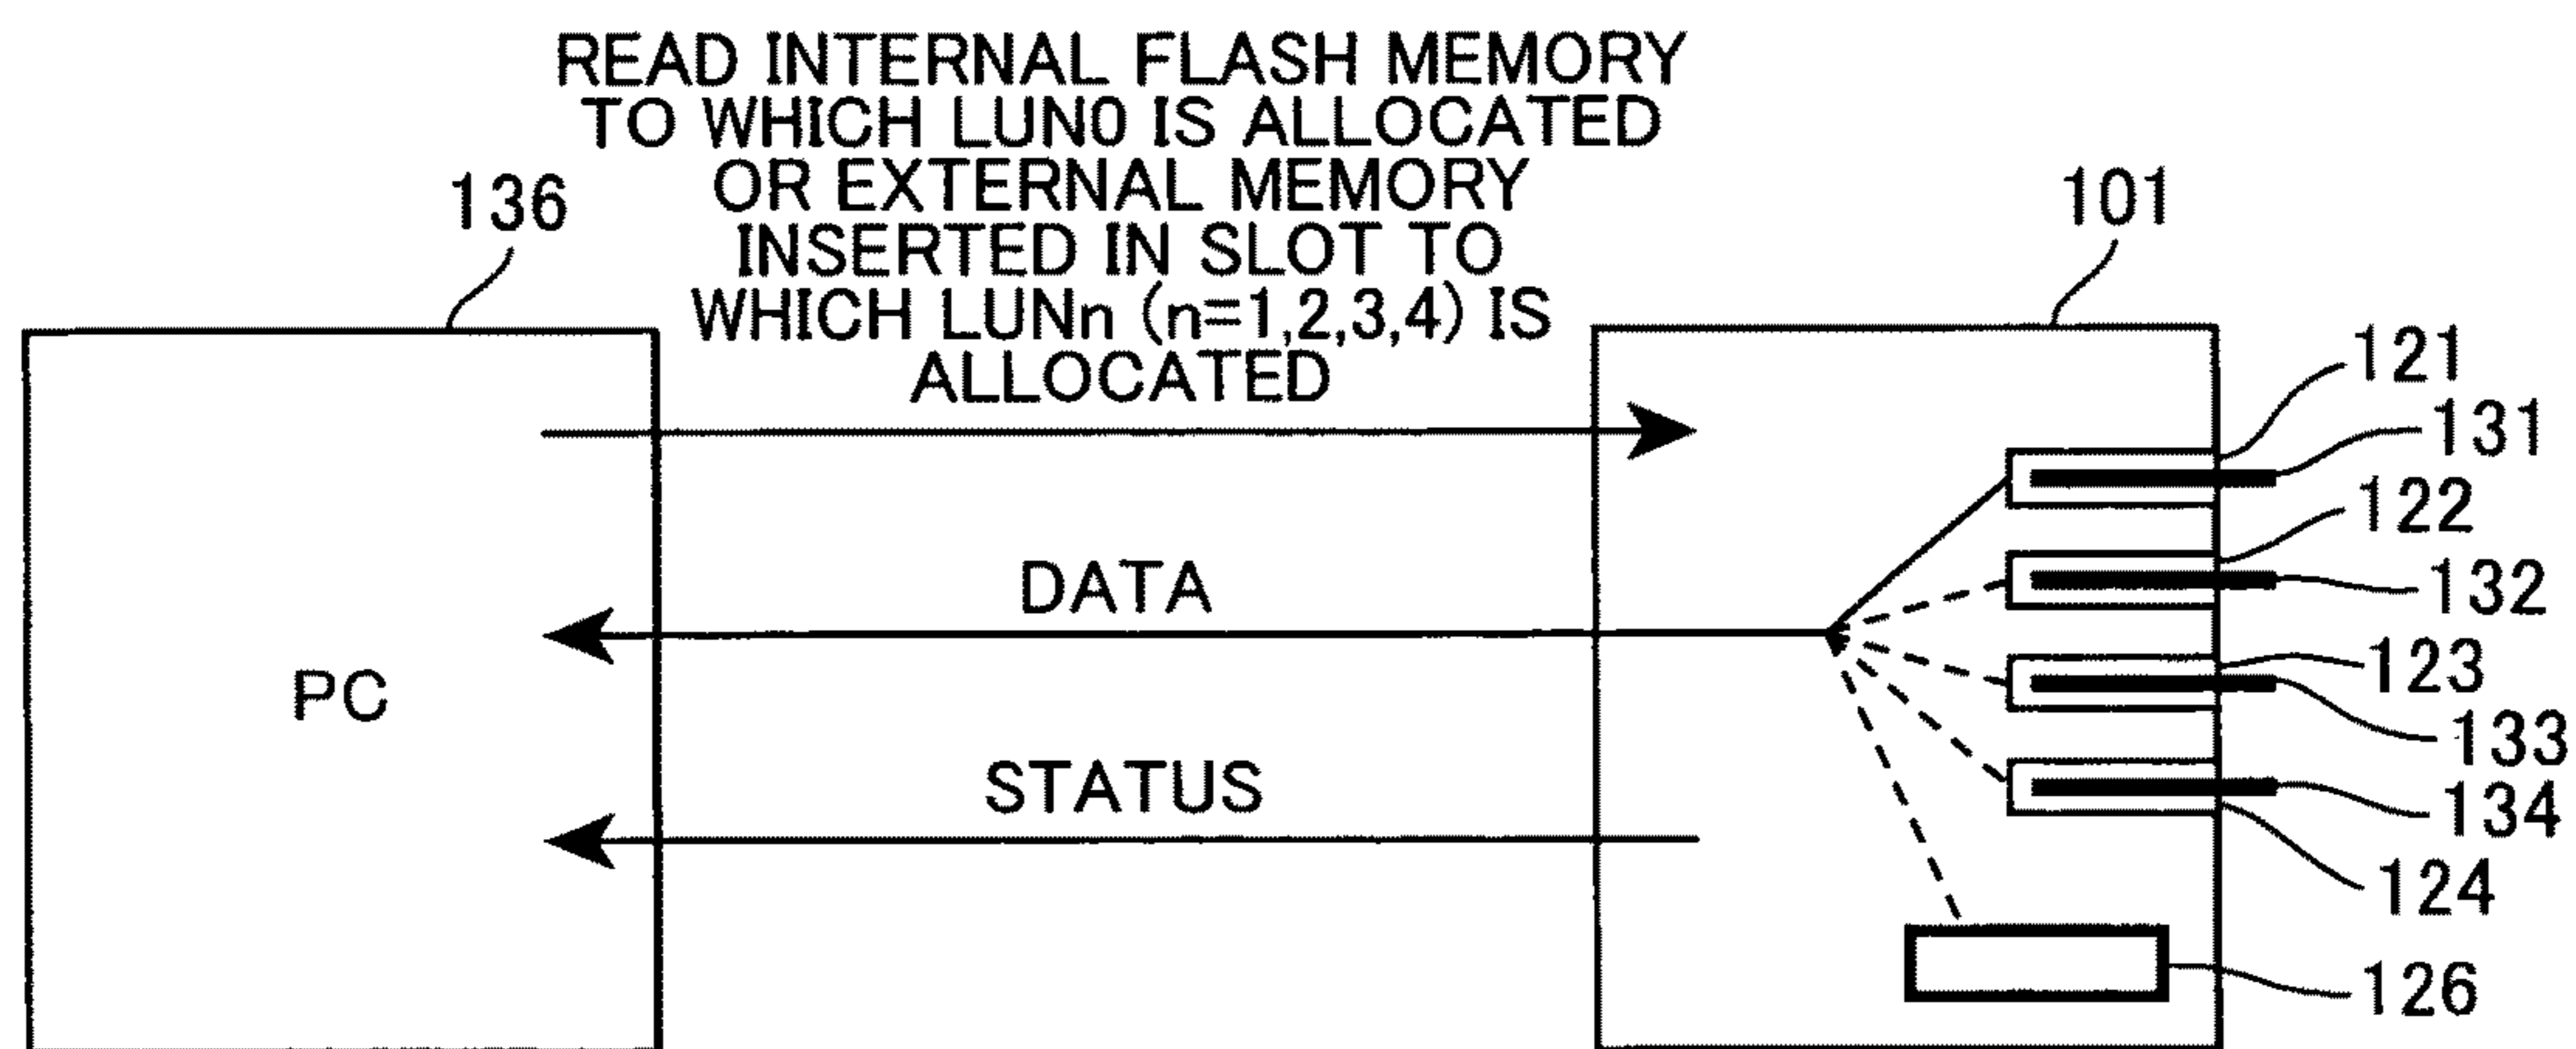 READ INTERNAL FLASH MEMORY
TO WHICH LUN0 IS ALLOCATED
OR EXTERNAL MEMORY
INSERTED IN SLOT TO
WHICH LUNn (n=1,2,3,4) IS
ALLOCATED
136
101
121
131
122
132
DATA
123
PC
133
STATUS
134
124
126